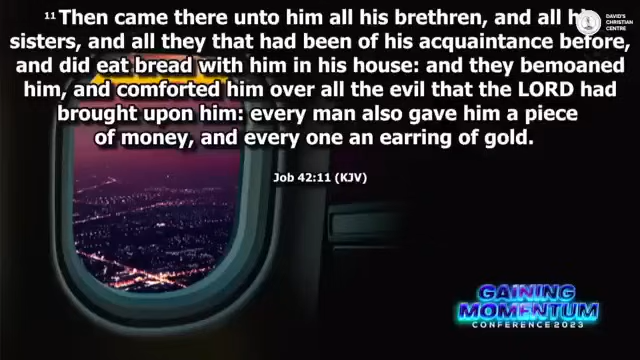 11 Then came there unto him all his brethren, and all
sisters, and all they that had been of his acquaintance before,
and did eat bread with him in his house: and they bemoaned
him, and comforted him over all the evil that the LORD had
brought upon him: every man also gave him a piece
of money, and every one an earring of gold.
Job 42:11 (KJV)
DAVID'S
CHRISTIAN
CENTRE
GAINING
MOMENTUM
CONFERENCE 2023